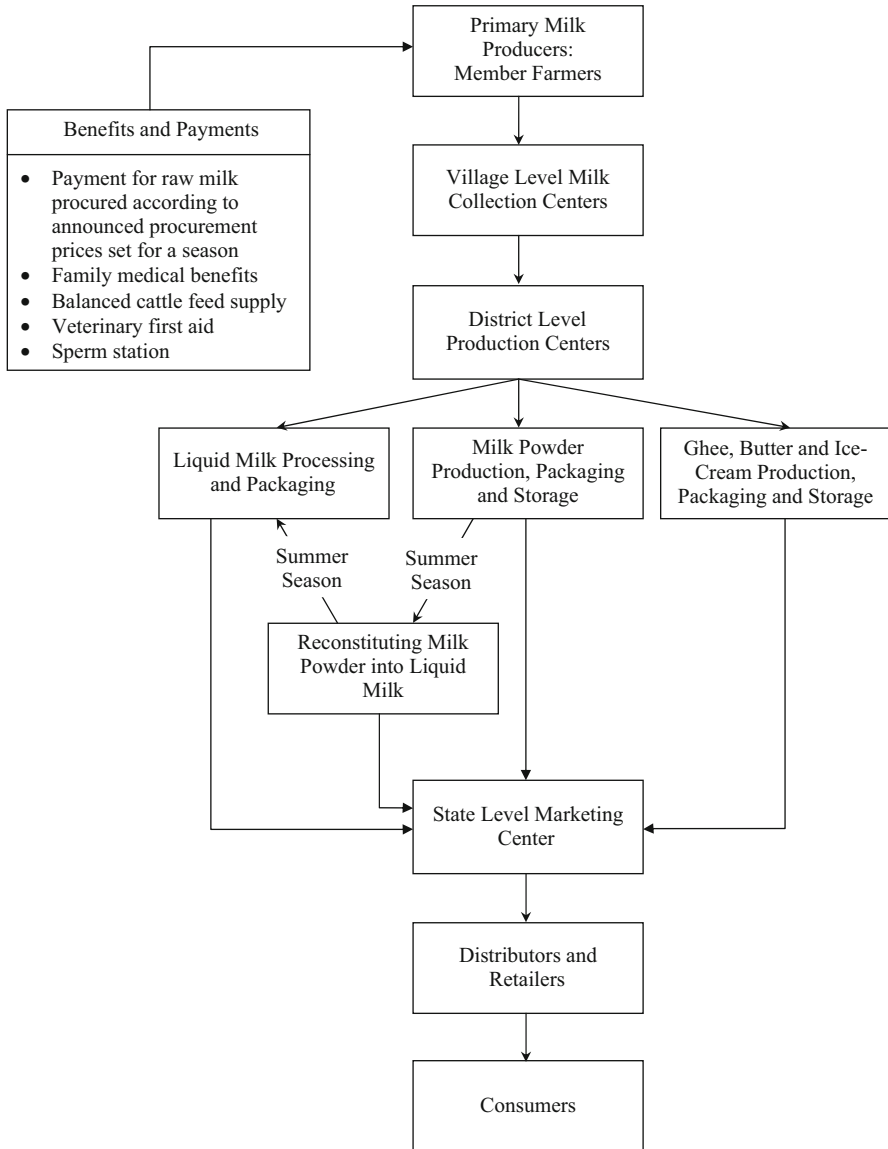 Primary Milk
Producers:
Member Farmers
Benefits and Payments
• Payment for raw milk
procured according to
announced procurement
prices set for a season
• Family medical benefits
• Balanced cattle feed supply
• Veterinary first aid
• Sperm station
Village Level Milk
Collection Centers
District Level
Production Centers
Liquid Milk Processing
and Packaging
Milk Powder
Production, Packaging
and Storage
Ghee, Butter and Ice-
Cream Production,
Packaging and Storage
Summer
Season
Summer
Season
Reconstituting Milk
Powder into Liquid
Milk
State Level Marketing
Center
Distributors and
Retailers
Consumers